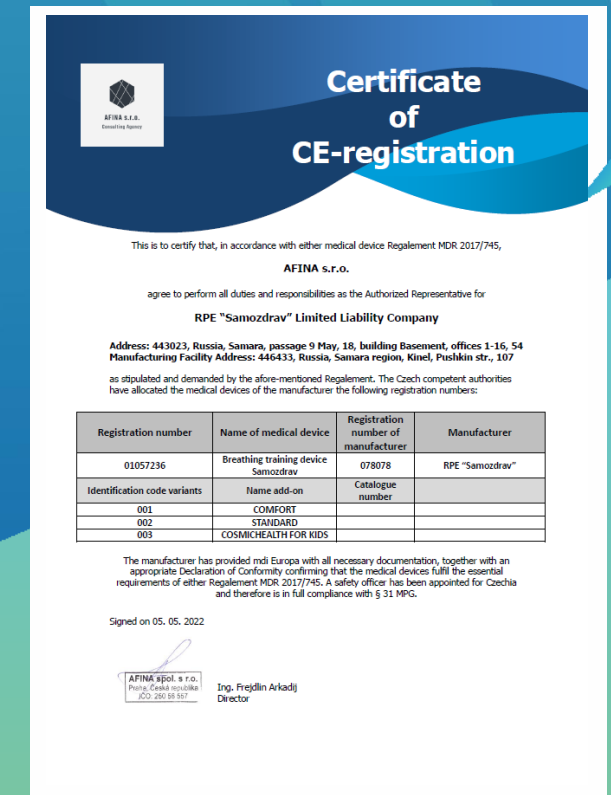 AFINA s.r.o.
Consulting Agency
Certificate
of
CE-registration
This is to certify that, in accordance with either medical device Regalement MDR 2017/745,
AFINA s.r.o.
agree to perform all duties and responsibilities as the Authorized Representative for
RPE "Samozdrav" Limited Liability Company
Address: 443023, Russia, Samara, passage 9 May, 18, building Basement, offices 1-16, 54
Manufacturing Facility Address: 446433, Russia, Samara region, Kinel, Pushkin str., 107
as stipulated and demanded by the afore-mentioned Regalement. The Czech competent authorities
have allocated the medical devices of the manufacturer the following registration numbers:
Registration number Name of medical device Registration number of manufacturer Manufacturer
01057236 Breathing training device Samozdrav 078078 RPE "Samozdrav"
Identification code variants Name add-on Catalogue number
001 COMFORT
002 STANDARD
003 COSMICHEALTH FOR KIDS
The manufacturer has provided mdi Europa with all necessary documentation, together with an
appropriate Declaration of Conformity confirming that the medical devices fulfil the essential
requirements of either Regalement MDR 2017/745. A safety officer has been appointed for Czechia
and therefore is in full compliance with § 31 MPG.
Signed on 05. 05. 2022
AFINA spol. s r.o.
Praha, Česká republika
IČO: 250 56 557
Ing. Frejdlin Arkadij
Director